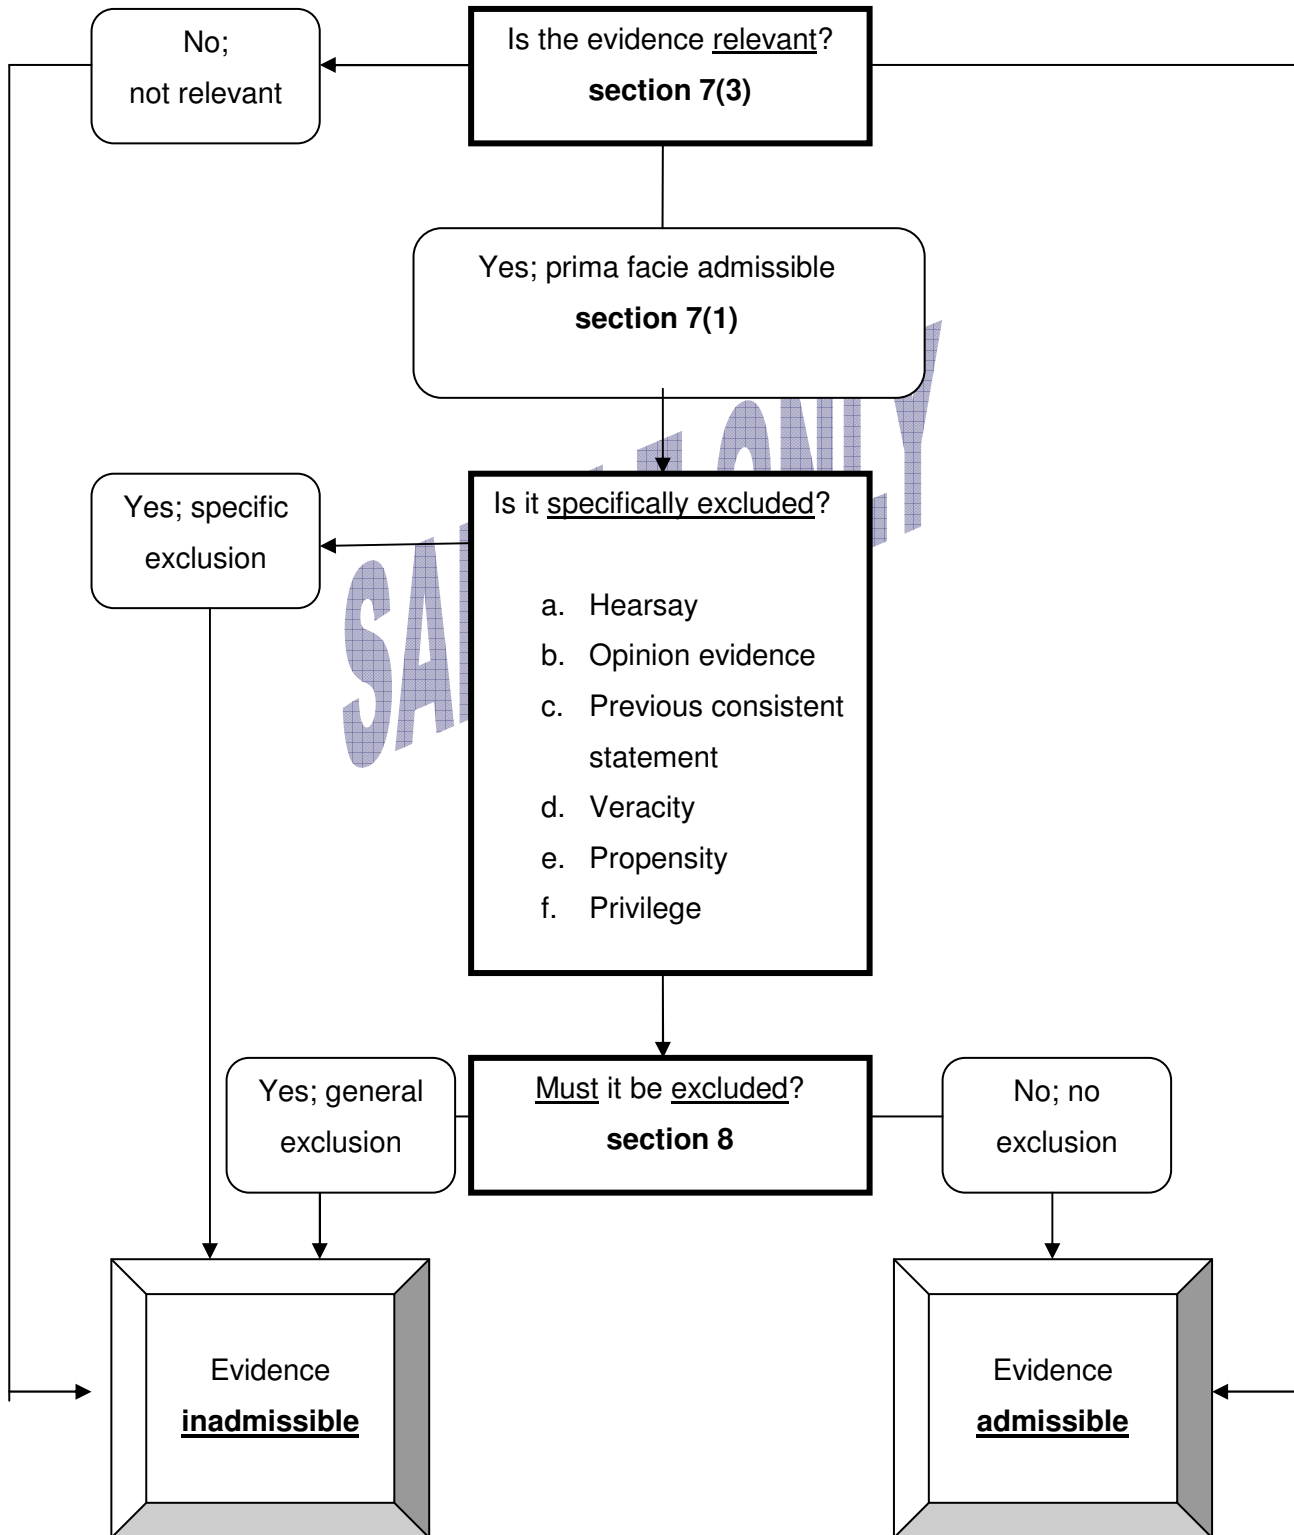 No;
not relevant
Is the evidence relevant?
section 7(3)
Yes; prima facie admissible
section 7(1)
Yes; specific
exclusion
Is it specifically excluded?
a. Hearsay
b. Opinion evidence
c. Previous consistent
statement
d. Veracity
e. Propensity
f. Privilege
Yes; general
exclusion
Must it be excluded?
section 8
No; no
exclusion
Evidence
inadmissible
Evidence
admissible
ONLY